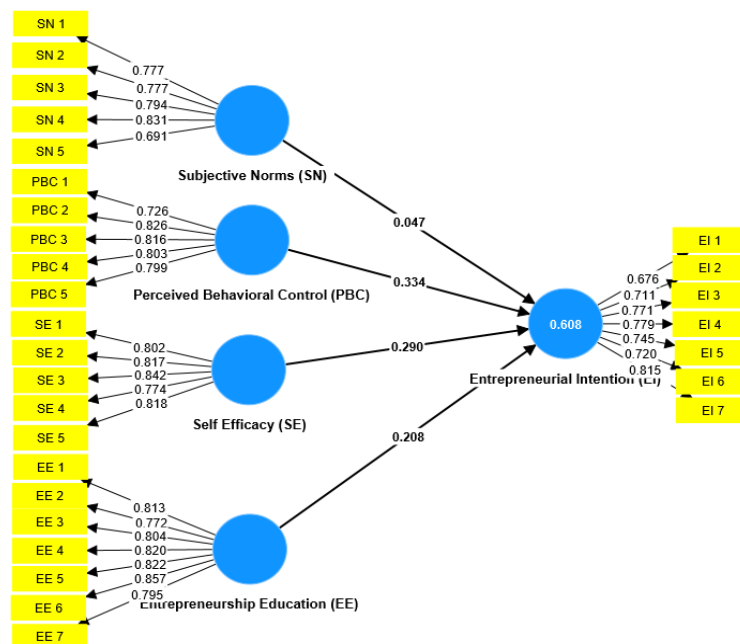 SN 1
SN 2
SN 3
SN 4
SN 5
0.777
0.777
0.794
0.831
0.691
Subjective Norms (SN)
PBC 1
PBC 2
PBC 3
PBC 4
PBC 5
0.726
0.826
0.816
0.803
0.799
Perceived Behavioral Control (PBC)
SE 1
SE 2
SE 3
SE 4
SE 5
0.802
0.817
0.842
0.774
0.818
Self Efficacy (SE)
EE 1
EE 2
EE 3
EE 4
EE 5
EE 6
EE 7
0.813
0.772
0.804
0.820
0.822
0.857
0.795
Entrepreneurship Education (EE)
0.047
0.334
0.290
0.208
0.608
Entrepreneurial Intention (EI)
0.676
0.711
0.771
0.779
0.745
0.720
0.815
EI 1
EI 2
EI 3
EI 4
EI 5
EI 6
EI 7